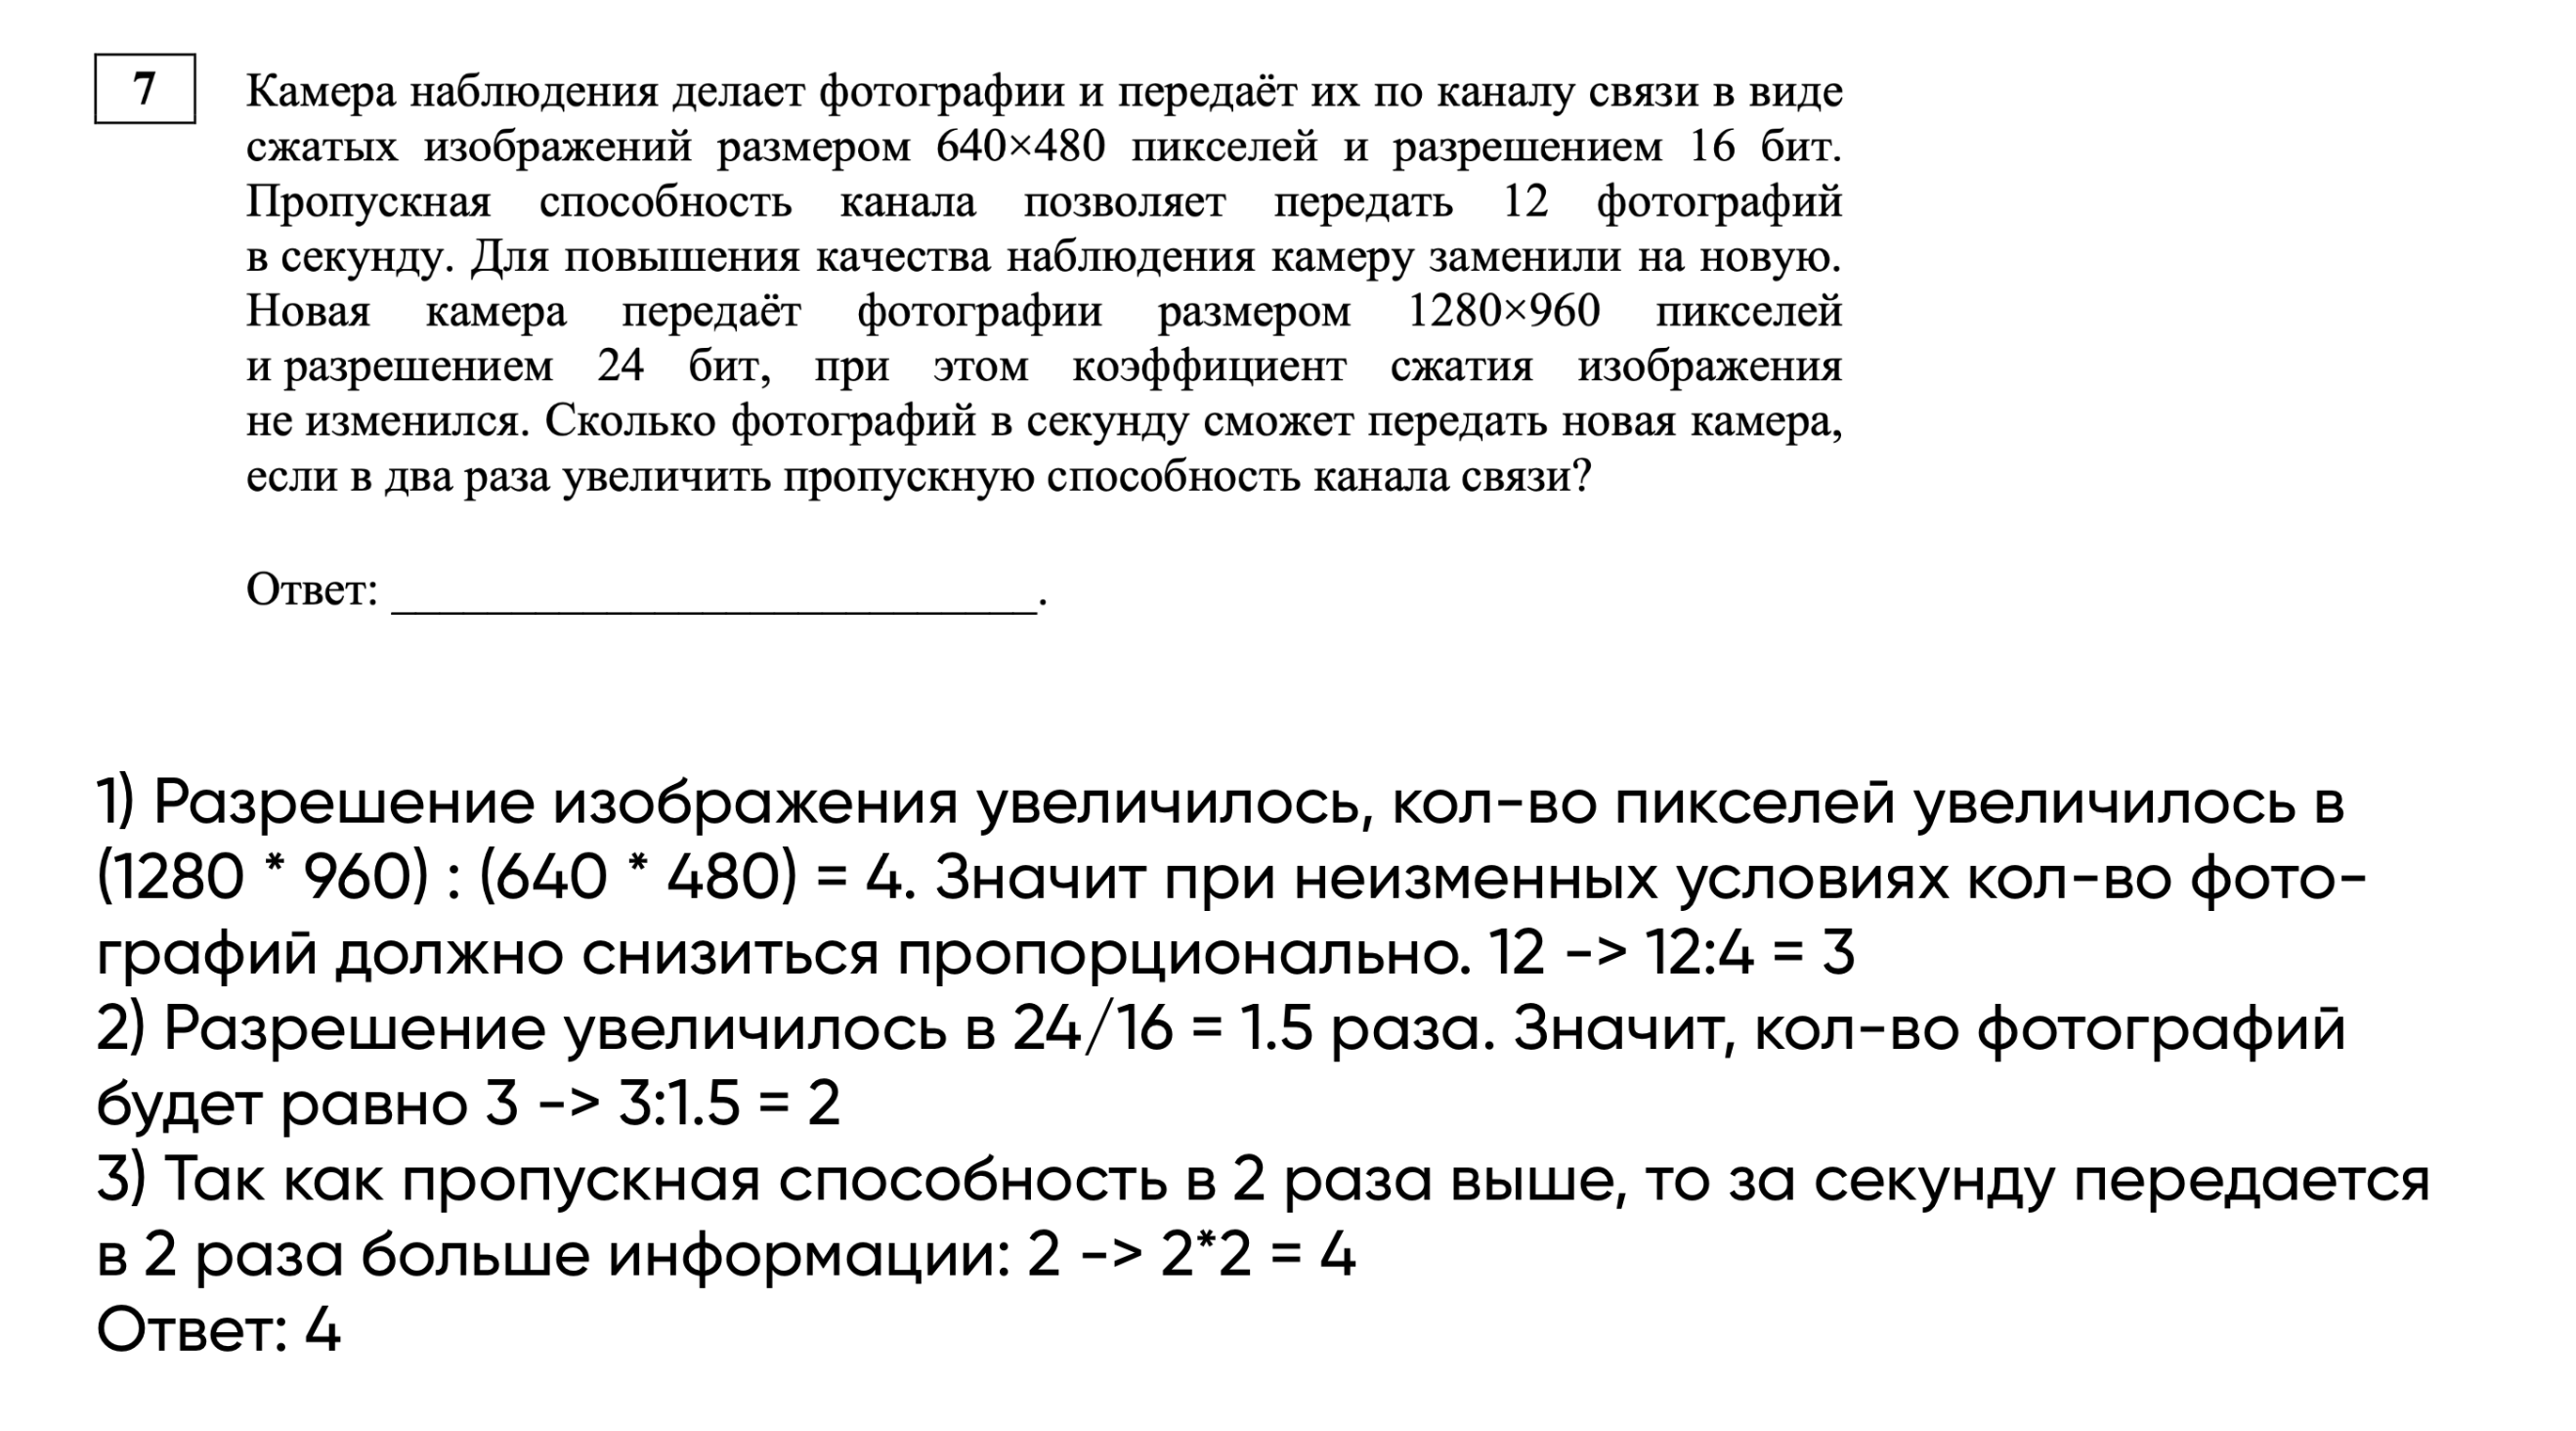 7
Камера наблюдения делает фотографии и передаёт их по каналу связи в виде
сжатых изображений размером 640×480 пикселей и разрешением 16 бит.
Пропускная способность канала позволяет передать 12 фотографий
в секунду. Для повышения качества наблюдения камеру заменили на новую.
Новая камера передаёт фотографии размером 1280×960 пикселей
и разрешением 24 бит, при этом коэффициент сжатия изображения
не изменился. Сколько фотографий в секунду сможет передать новая камера,
если в два раза увеличить пропускную способность канала связи?
Ответ: ___________________________.
1) Разрешение изображения увеличилось, кол-во пикселей увеличилось в
(1280 * 960) : (640 * 480) = 4. Значит при неизменных условиях кол-во фото-
графий должно снизиться пропорционально. 12 -> 12:4 = 3
2) Разрешение увеличилось в 24/16 = 1.5 раза. Значит, кол-во фотографий
будет равно 3 -> 3:1.5 = 2
3) Так как пропускная способность в 2 раза выше, то за секунду передается
в 2 раза больше информации: 2 -> 2*2 = 4
Ответ: 4